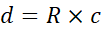 d = R × c